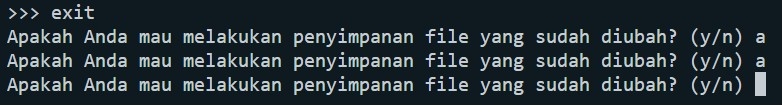 >>> exit
Apakah Anda mau melakukan penyimpanan file yang sudah diubah? (y/n) a
Apakah Anda mau melakukan penyimpanan file yang sudah diubah? (y/n) a
Apakah Anda mau melakukan penyimpanan file yang sudah diubah? (y/n)